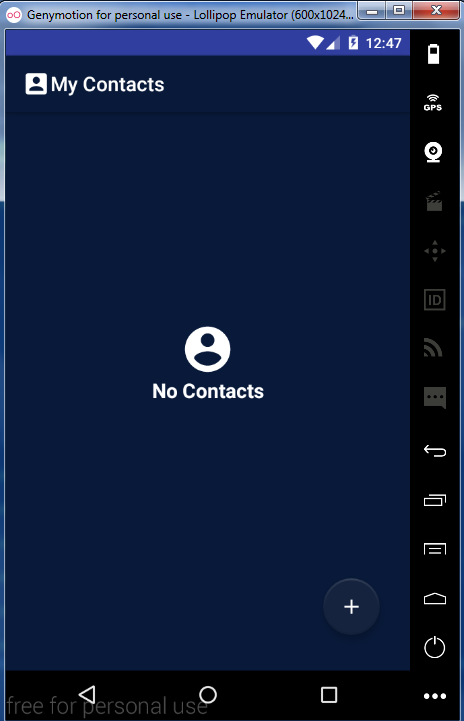 Genymotion for personal use - Lollipop Emulator (600x1024...
12:47
My Contacts
GPS
ID
No Contacts
free for personal use